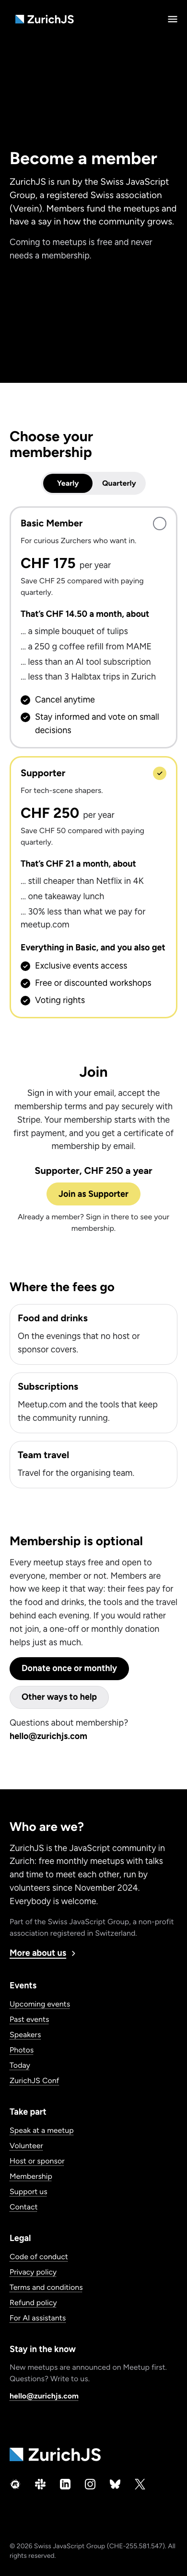 ZurichJS
Become a member
ZurichJS is run by the Swiss JavaScript
Group, a registered Swiss association
(Verein). Members fund the meetups and
have a say in how the community grows.
Coming to meetups is free and never
needs a membership.
Choose your
membership
Yearly
Quarterly
Basic Member
For curious Zurchers who want in.
CHF 175 per year
Save CHF 25 compared with paying
quarterly.
That's CHF 14.50 a month, about
... a simple bouquet of tulips
... a 250 g coffee refill from MAME
... less than an AI tool subscription
... less than 3 Halbtax trips in Zurich
Cancel anytime
Stay informed and vote on small
decisions
Supporter
For tech-scene shapers.
CHF 250 per year
Save CHF 50 compared with paying
quarterly.
That's CHF 21 a month, about
... still cheaper than Netflix in 4K
... one takeaway lunch
... 30% less than what we pay for
meetup.com
Everything in Basic, and you also get
Exclusive events access
Free or discounted workshops
Voting rights
Join
Sign in with your email, accept the
membership terms and pay securely with
Stripe. Your membership starts with the
first payment, and you get a certificate of
membership by email.
Supporter, CHF 250 a year
Join as Supporter
Already a member? Sign in there to see your
membership.
Where the fees go
Food and drinks
On the evenings that no host or
sponsor covers.
Subscriptions
Meetup.com and the tools that keep
the community running.
Team travel
Travel for the organising team.
Membership is optional
Every meetup stays free and open to
everyone, member or not. Members are
how we keep it that way: their fees pay for
the food and drinks, the tools and the travel
behind each evening. If you would rather
not join, a one-off or monthly donation
helps just as much.
Donate once or monthly
Other ways to help
Questions about membership?
hello@zurichjs.com
Who are we?
ZurichJS is the JavaScript community in
Zurich: free monthly meetups with talks
and time to meet each other, run by
volunteers since November 2024.
Everybody is welcome.
Part of the Swiss JavaScript Group, a non-profit
association registered in Switzerland.
More about us
Events
Upcoming events
Past events
Speakers
Photos
Today
ZurichJS Conf
Take part
Speak at a meetup
Volunteer
Host or sponsor
Membership
Support us
Contact
Legal
Code of conduct
Privacy policy
Terms and conditions
Refund policy
For AI assistants
Stay in the know
New meetups are announced on Meetup first.
Questions? Write to us.
hello@zurichjs.com
ZurichJS
© 2026 Swiss JavaScript Group (CHE-255.581.547). All
rights reserved.